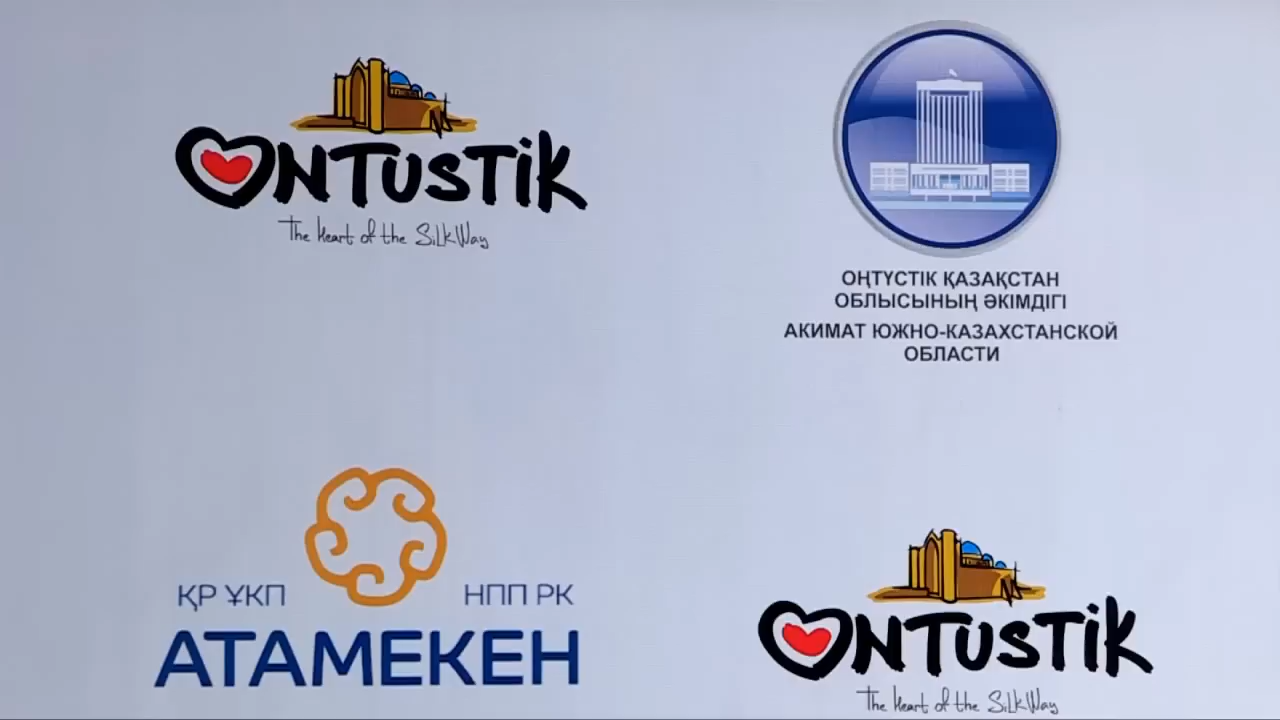 ONTUSTiK
The Heart of the SiLkWay
ОҢТҮСТІК ҚАЗАҚСТАН
ОБЛЫСЫНЫҢ ӘКІМДІГІ
АКИМАТ ЮЖНО-КАЗАХСТАНСКОЙ
ОБЛАСТИ
ҚР ҰКП
НПП РК
АТАМЕКЕН
ONTUSTiK
The Heart of the SiLkWay